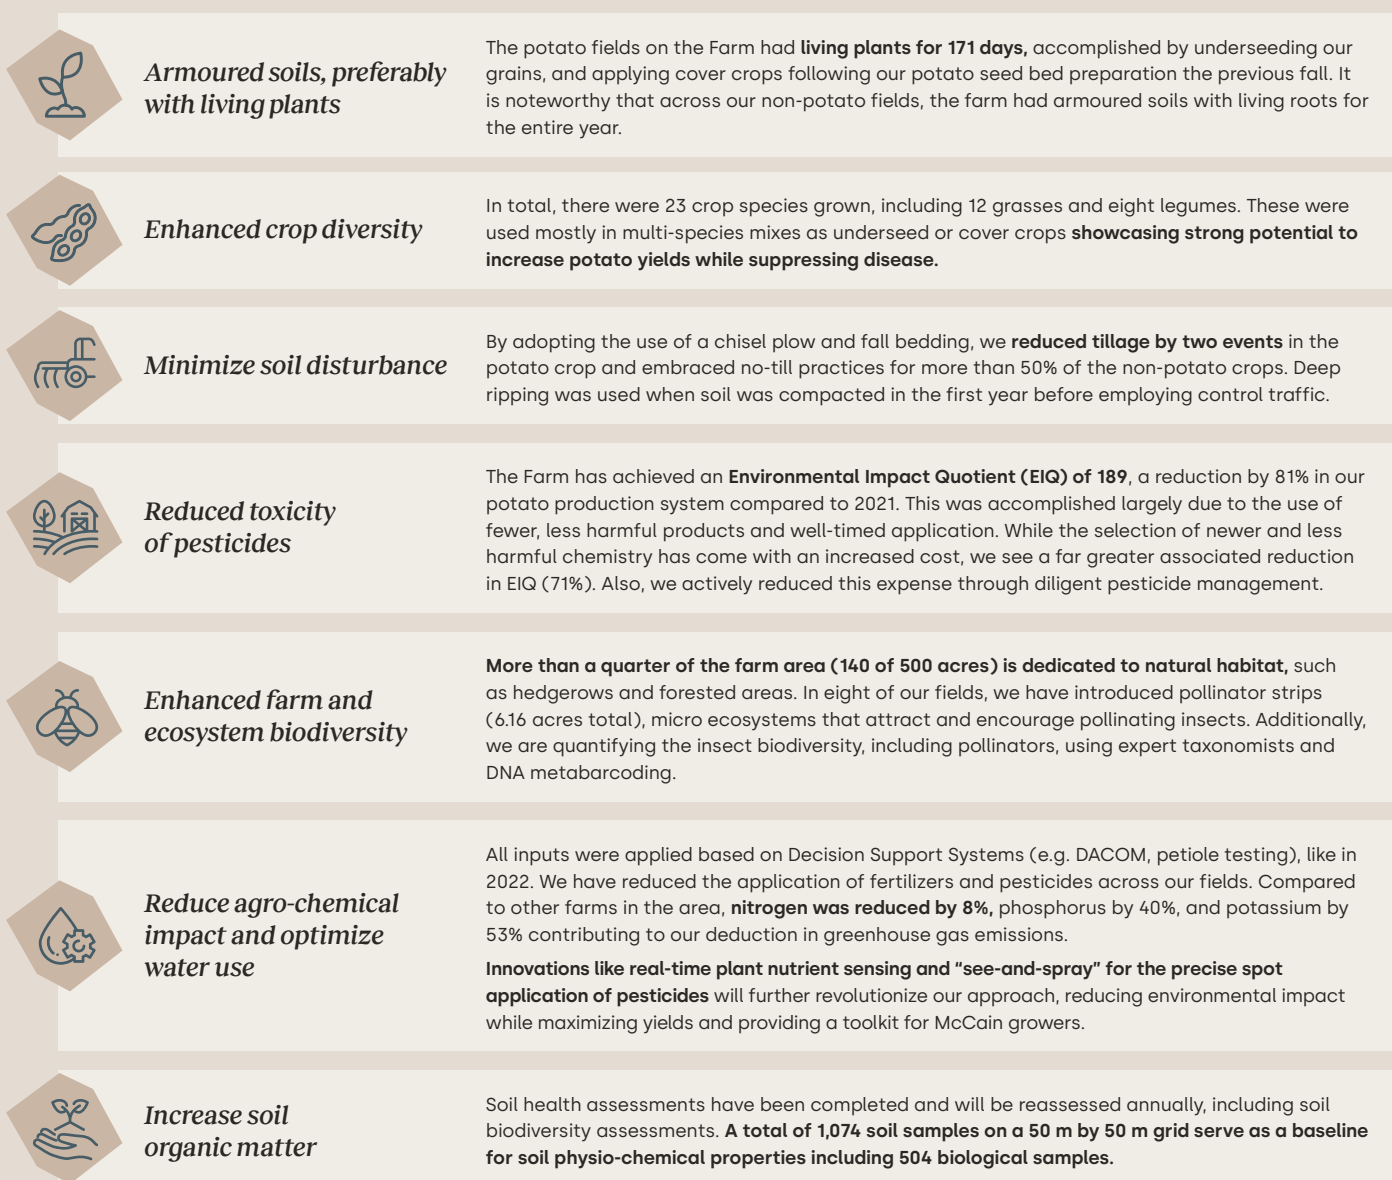 Armoured soils, preferably
with living plants
The potato fields on the Farm had living plants for 171 days, accomplished by underseeding our
grains, and applying cover crops following our potato seed bed preparation the previous fall. It
is noteworthy that across our non-potato fields, the farm had armoured soils with living roots for
the entire year.
Enhanced crop diversity
In total, there were 23 crop species grown, including 12 grasses and eight legumes. These were
used mostly in multi-species mixes as underseed or cover crops showcasing strong potential to
increase potato yields while suppressing disease.
Minimize soil disturbance
By adopting the use of a chisel plow and fall bedding, we reduced tillage by two events in the
potato crop and embraced no-till practices for more than 50% of the non-potato crops. Deep
ripping was used when soil was compacted in the first year before employing control traffic.
Reduced toxicity
of pesticides
The Farm has achieved an Environmental Impact Quotient (EIQ) of 189, a reduction by 81% in our
potato production system compared to 2021. This was accomplished largely due to the use of
fewer, less harmful products and well-timed application. While the selection of newer and less
harmful chemistry has come with an increased cost, we see a far greater associated reduction
in EIQ (71%). Also, we actively reduced this expense through diligent pesticide management.
Enhanced farm and
ecosystem biodiversity
More than a quarter of the farm area (140 of 500 acres) is dedicated to natural habitat, such
as hedgerows and forested areas. In eight of our fields, we have introduced pollinator strips
(6.16 acres total), micro ecosystems that attract and encourage pollinating insects. Additionally,
we are quantifying the insect biodiversity, including pollinators, using expert taxonomists and
DNA metabarcoding.
Reduce agro-chemical
impact and optimize
water use
All inputs were applied based on Decision Support Systems (e.g. DACOM, petiole testing), like in
2022. We have reduced the application of fertilizers and pesticides across our fields. Compared
to other farms in the area, nitrogen was reduced by 8%, phosphorus by 40%, and potassium by
53% contributing to our deduction in greenhouse gas emissions.
Innovations like real-time plant nutrient sensing and “see-and-spray” for the precise spot
application of pesticides will further revolutionize our approach, reducing environmental impact
while maximizing yields and providing a toolkit for McCain growers.
Increase soil
organic matter
Soil health assessments have been completed and will be reassessed annually, including soil
biodiversity assessments. A total of 1,074 soil samples on a 50 m by 50 m grid serve as a baseline
for soil physio-chemical properties including 504 biological samples.